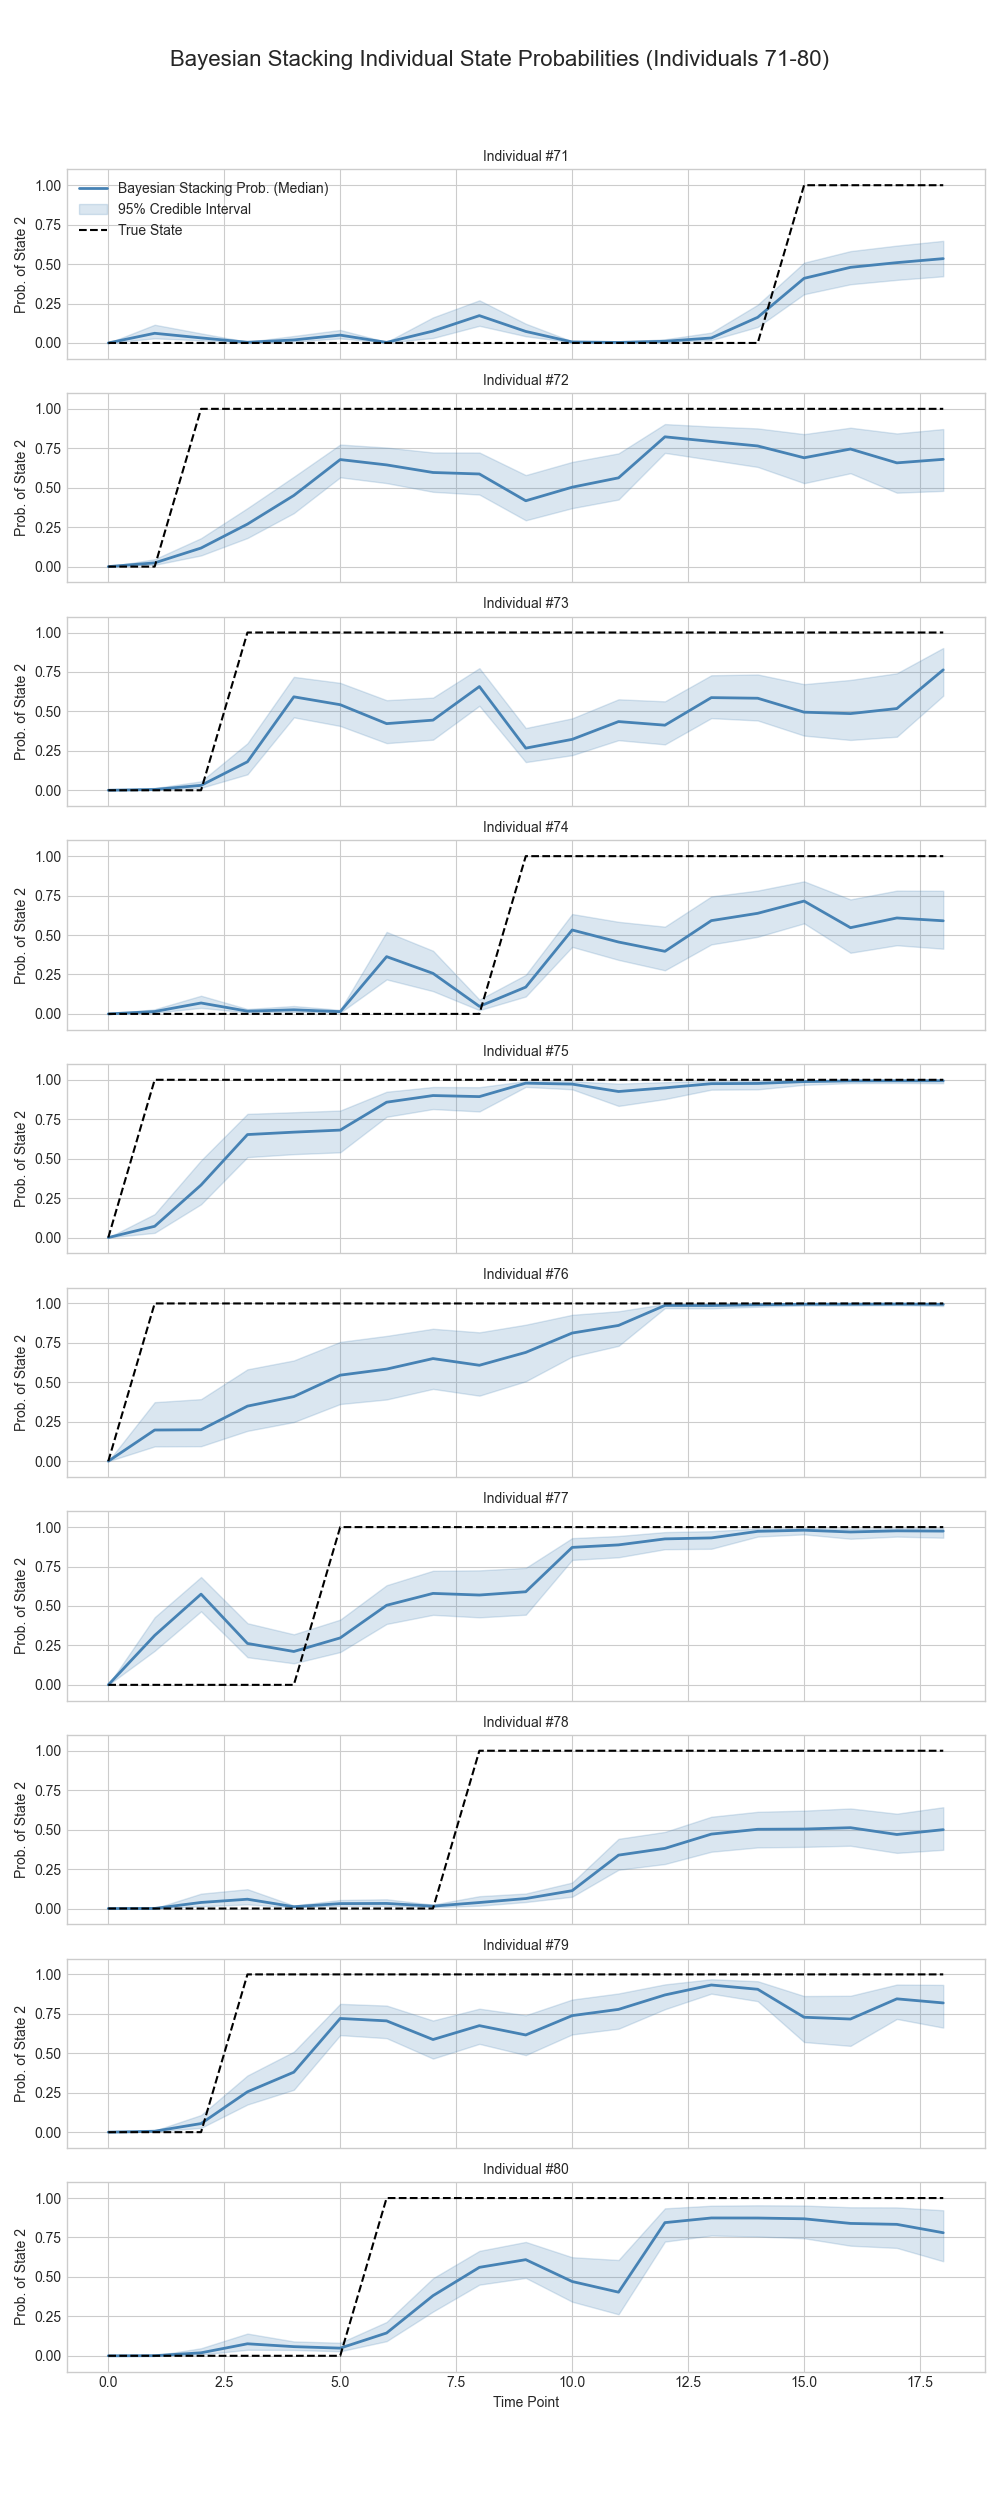 Bayesian Stacking Individual State Probabilities (Individuals 71-80)
Individual #71
Prob. of State 2
1.00
0.75
0.50
0.25
0.00
Bayesian Stacking Prob. (Median)
95% Credible Interval
True State
Individual #72
Prob. of State 2
1.00
0.75
0.50
0.25
0.00
Individual #73
Prob. of State 2
1.00
0.75
0.50
0.25
0.00
Individual #74
Prob. of State 2
1.00
0.75
0.50
0.25
0.00
Individual #75
Prob. of State 2
1.00
0.75
0.50
0.25
0.00
Individual #76
Prob. of State 2
1.00
0.75
0.50
0.25
0.00
Individual #77
Prob. of State 2
1.00
0.75
0.50
0.25
0.00
Individual #78
Prob. of State 2
1.00
0.75
0.50
0.25
0.00
Individual #79
Prob. of State 2
1.00
0.75
0.50
0.25
0.00
Individual #80
Prob. of State 2
1.00
0.75
0.50
0.25
0.00
0.0 2.5 5.0 7.5 10.0 12.5 15.0 17.5
Time Point